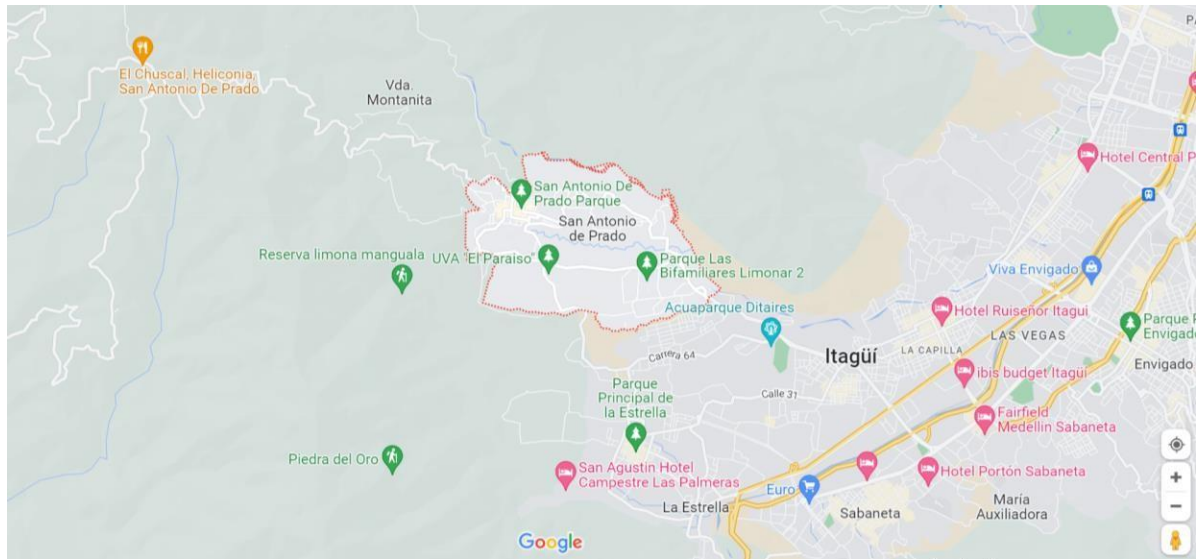 El Chuscal, Heliconia,
San Antonio De Prado
Vda.
Montanita
San Antonio De
Prado Parque
San Antonio
de Prado
Reserva limona manguala
UVA "El Paraiso"
Parque Las
Bifamiliares Limonar 2
Acuaparque Ditaires
Carrera 64
Itagüí
LA CAPILLA
Calle 31
Parque
Principal de
la Estrella
Piedra del Oro
San Agustin Hotel
Campestre Las Palmeras
La Estrella
Euro
Sabaneta
Hotel Portón Sabaneta
María
Auxiliadora
Fairfield
Medellin Sabaneta
ibis budget Itagüí
Hotel Ruiseñor Itagui
LAS VEGAS
Viva Envigado
Parque P
Envigado
Envigado
Hotel Central P
PA
Google